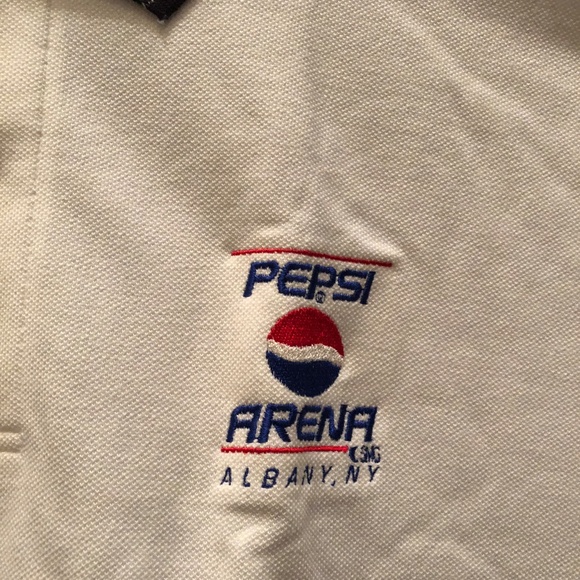 PEPSI
®
ARENA
SMG
ALBANY, NY